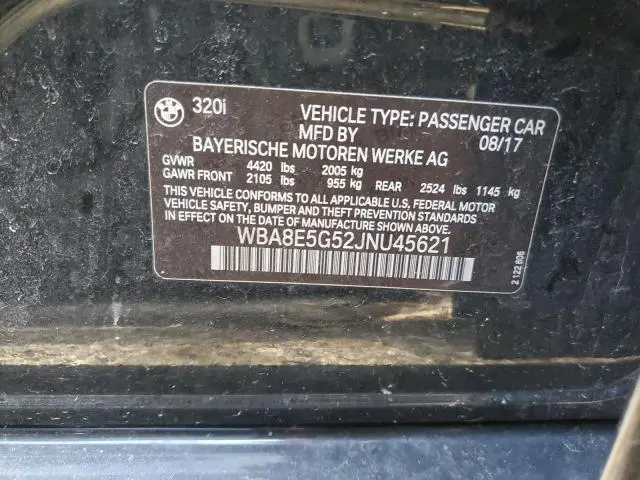 320i
VEHICLE TYPE: PASSENGER CAR
MFD BY 08/17
BAYERISCHE MOTOREN WERKE AG
GVWR 4420 lbs 2005 kg
GAWR FRONT 2105 lbs 955 kg REAR 2524 lbs 1145 kg
THIS VEHICLE CONFORMS TO ALL APPLICABLE U.S. FEDERAL MOTOR
VEHICLE SAFETY, BUMPER AND THEFT PREVENTION STANDARDS
IN EFFECT ON THE DATE OF MANUFACTURE SHOWN ABOVE.
WBA8E5G52JNU45621
2 122 606